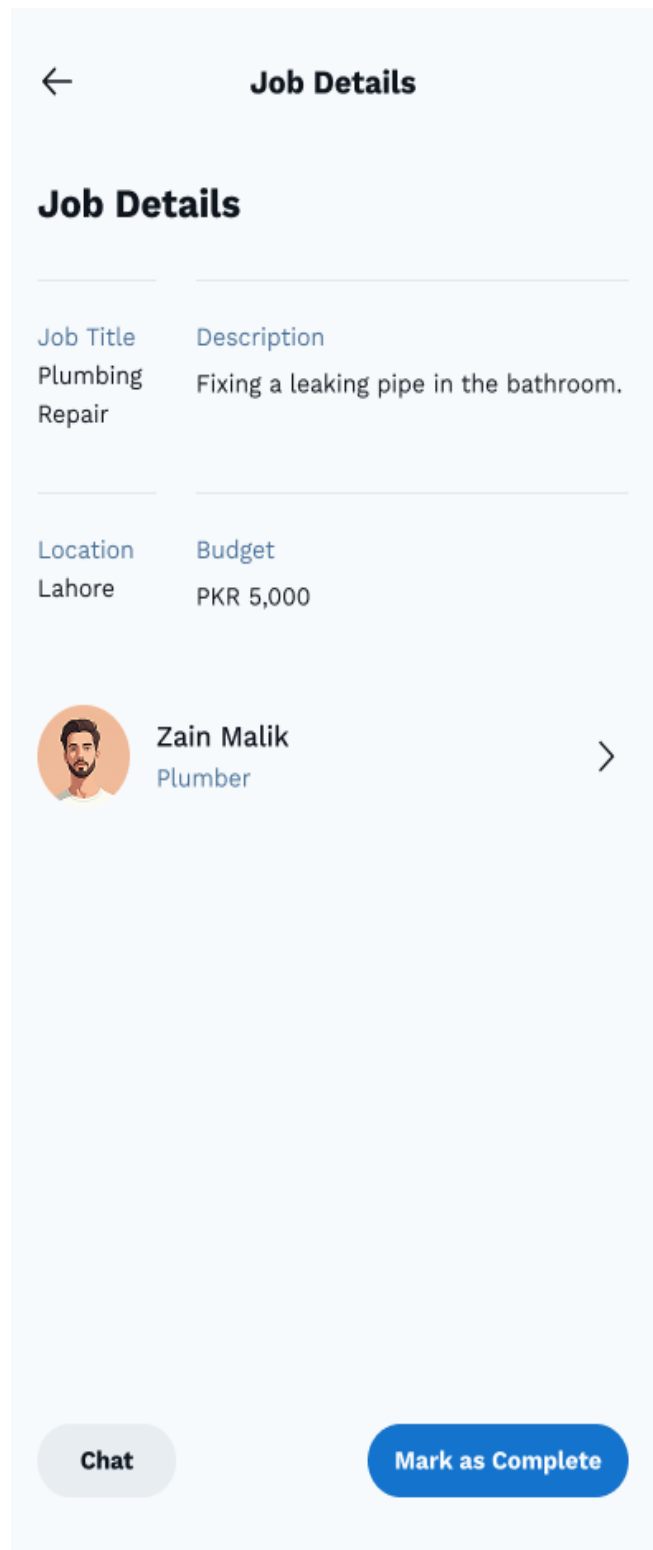 Job Details
Job Details
Job Title
Plumbing
Repair
Description
Fixing a leaking pipe in the bathroom.
Location
Lahore
Budget
PKR 5,000
Zain Malik
Plumber
Chat
Mark as Complete